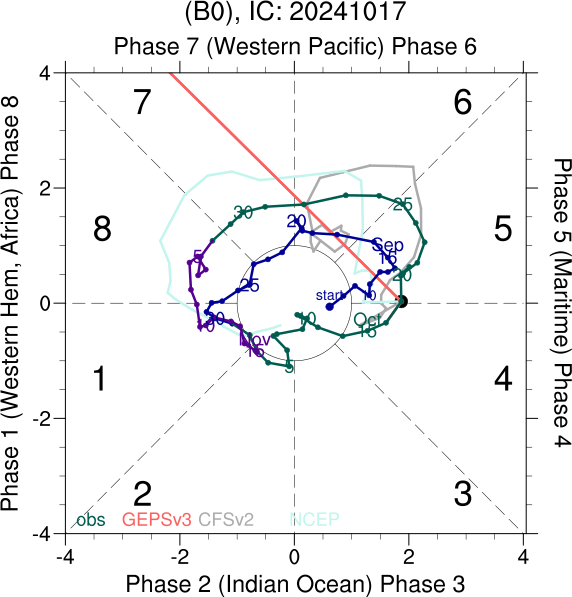 (B0), IC: 20241017
Phase 7 (Western Pacific) Phase 6
4
7
6
Phase 1 (Western Hem, Africa) Phase 8
Phase 5 (Maritime) Phase 4
2
30
25
20
8
5
Sep
5
15
20
25
start
10
0
30
10
Oct
10
15
Nov
15
5
1
4
-2
2
3
obs
GEPSv3
CFSv2
NCEP
-4
-4
-2
0
2
4
Phase 2 (Indian Ocean) Phase 3